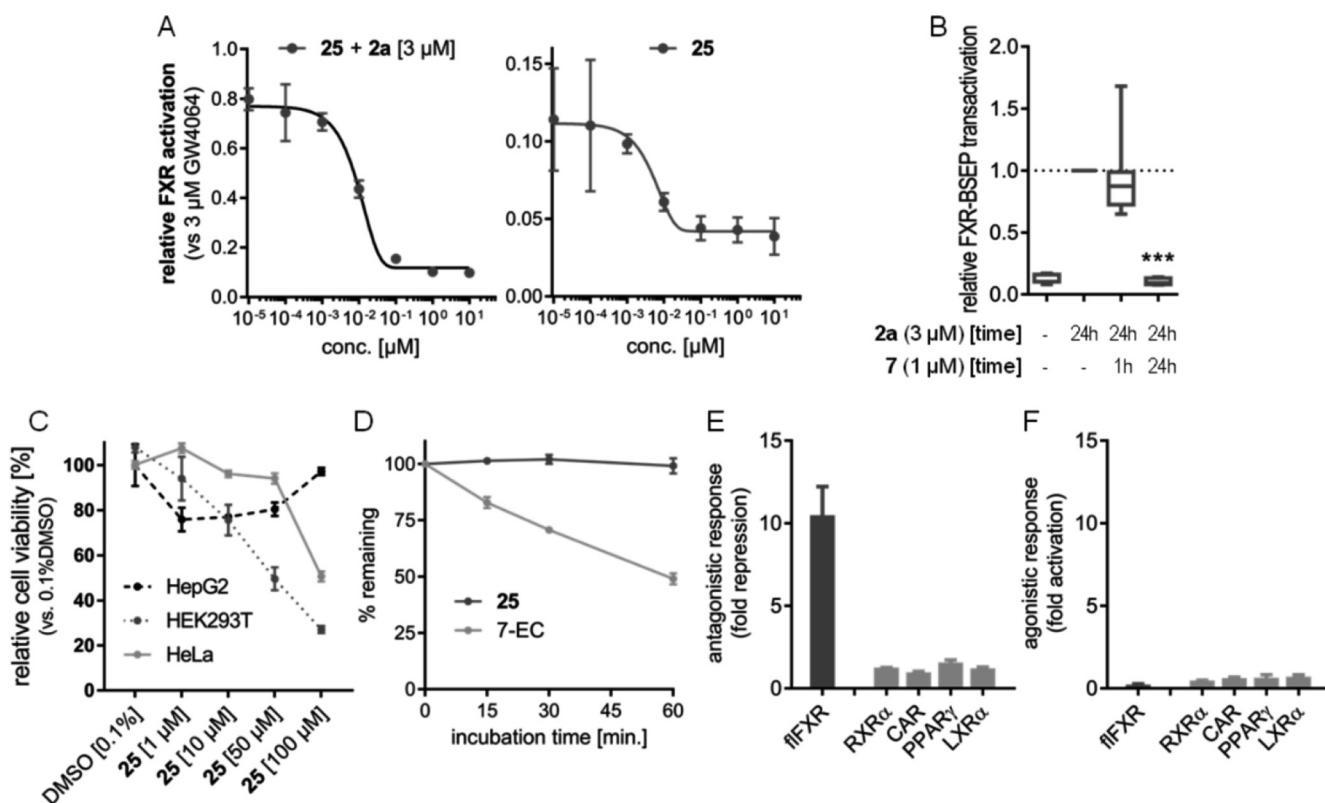 A
25 + 2a [3 µM]
25
relative FXR activation
(vs 3 µM GW4064)
1.0
0.8
0.6
0.4
0.2
0.0
10⁻⁵ 10⁻⁴ 10⁻³ 10⁻² 10⁻¹ 10⁰ 10¹
conc. [µM]
0.15
0.10
0.05
0.00
10⁻⁵ 10⁻⁴ 10⁻³ 10⁻² 10⁻¹ 10⁰ 10¹
conc. [µM]
B
relative FXR-BSEP transactivation
2.0
1.5
1.0
0.5
0.0
***
2a (3 µM) [time] - 24h 24h 24h
7 (1 µM) [time] - - 1h 24h
C
relative cell viability [%]
(vs. 0.1%DMSO)
100
80
60
40
20
0
HepG2
HEK293T
HeLa
DMSO [0.1%]
25 [1 µM]
25 [10 µM]
25 [50 µM]
25 [100 µM]
D
% remaining
100
75
50
25
0
25
7-EC
0 15 30 45 60
incubation time [min.]
E
antagonistic response
(fold repression)
15
10
5
0
flFXR
RXRα
CAR
PPARγ
LXRα
F
agonistic response
(fold activation)
15
10
5
0
flFXR
RXRα
CAR
PPARγ
LXRα